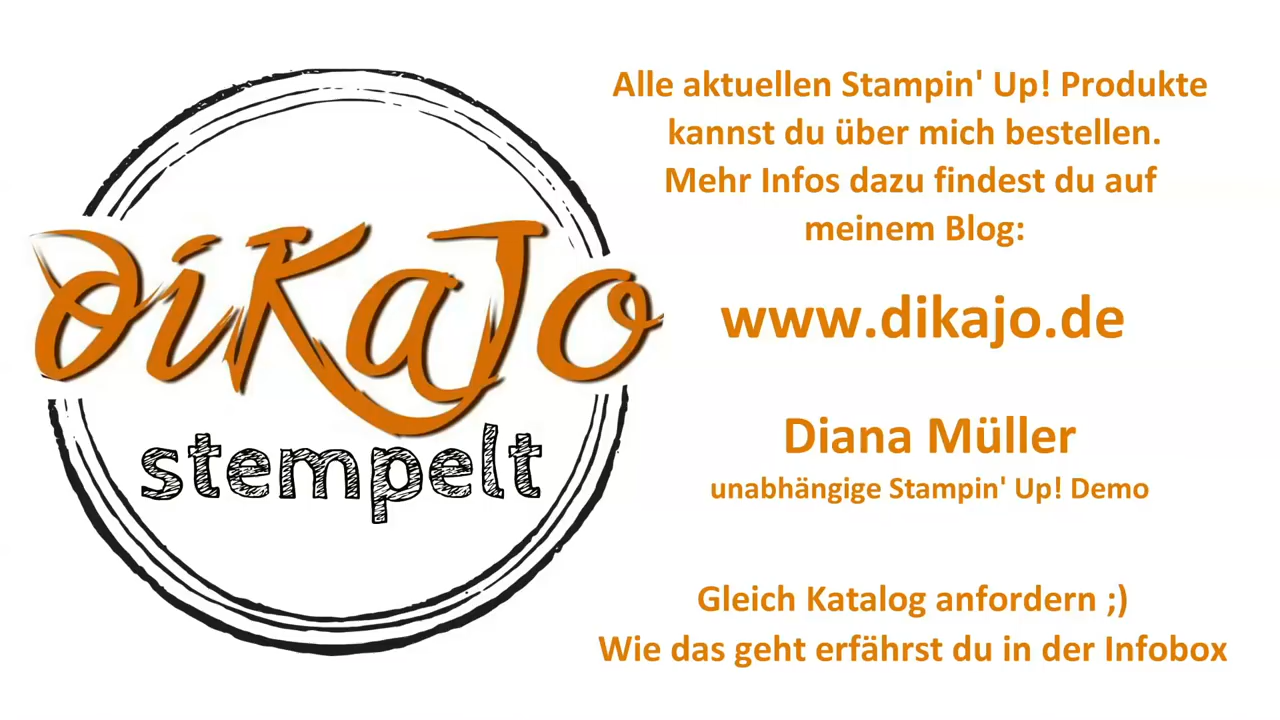 DiKaJo
stempelt
Alle aktuellen Stampin' Up! Produkte
kannst du über mich bestellen.
Mehr Infos dazu findest du auf
meinem Blog:
www.dikajo.de
Diana Müller
unabhängige Stampin' Up! Demo
Gleich Katalog anfordern ;)
Wie das geht erfährst du in der Infobox